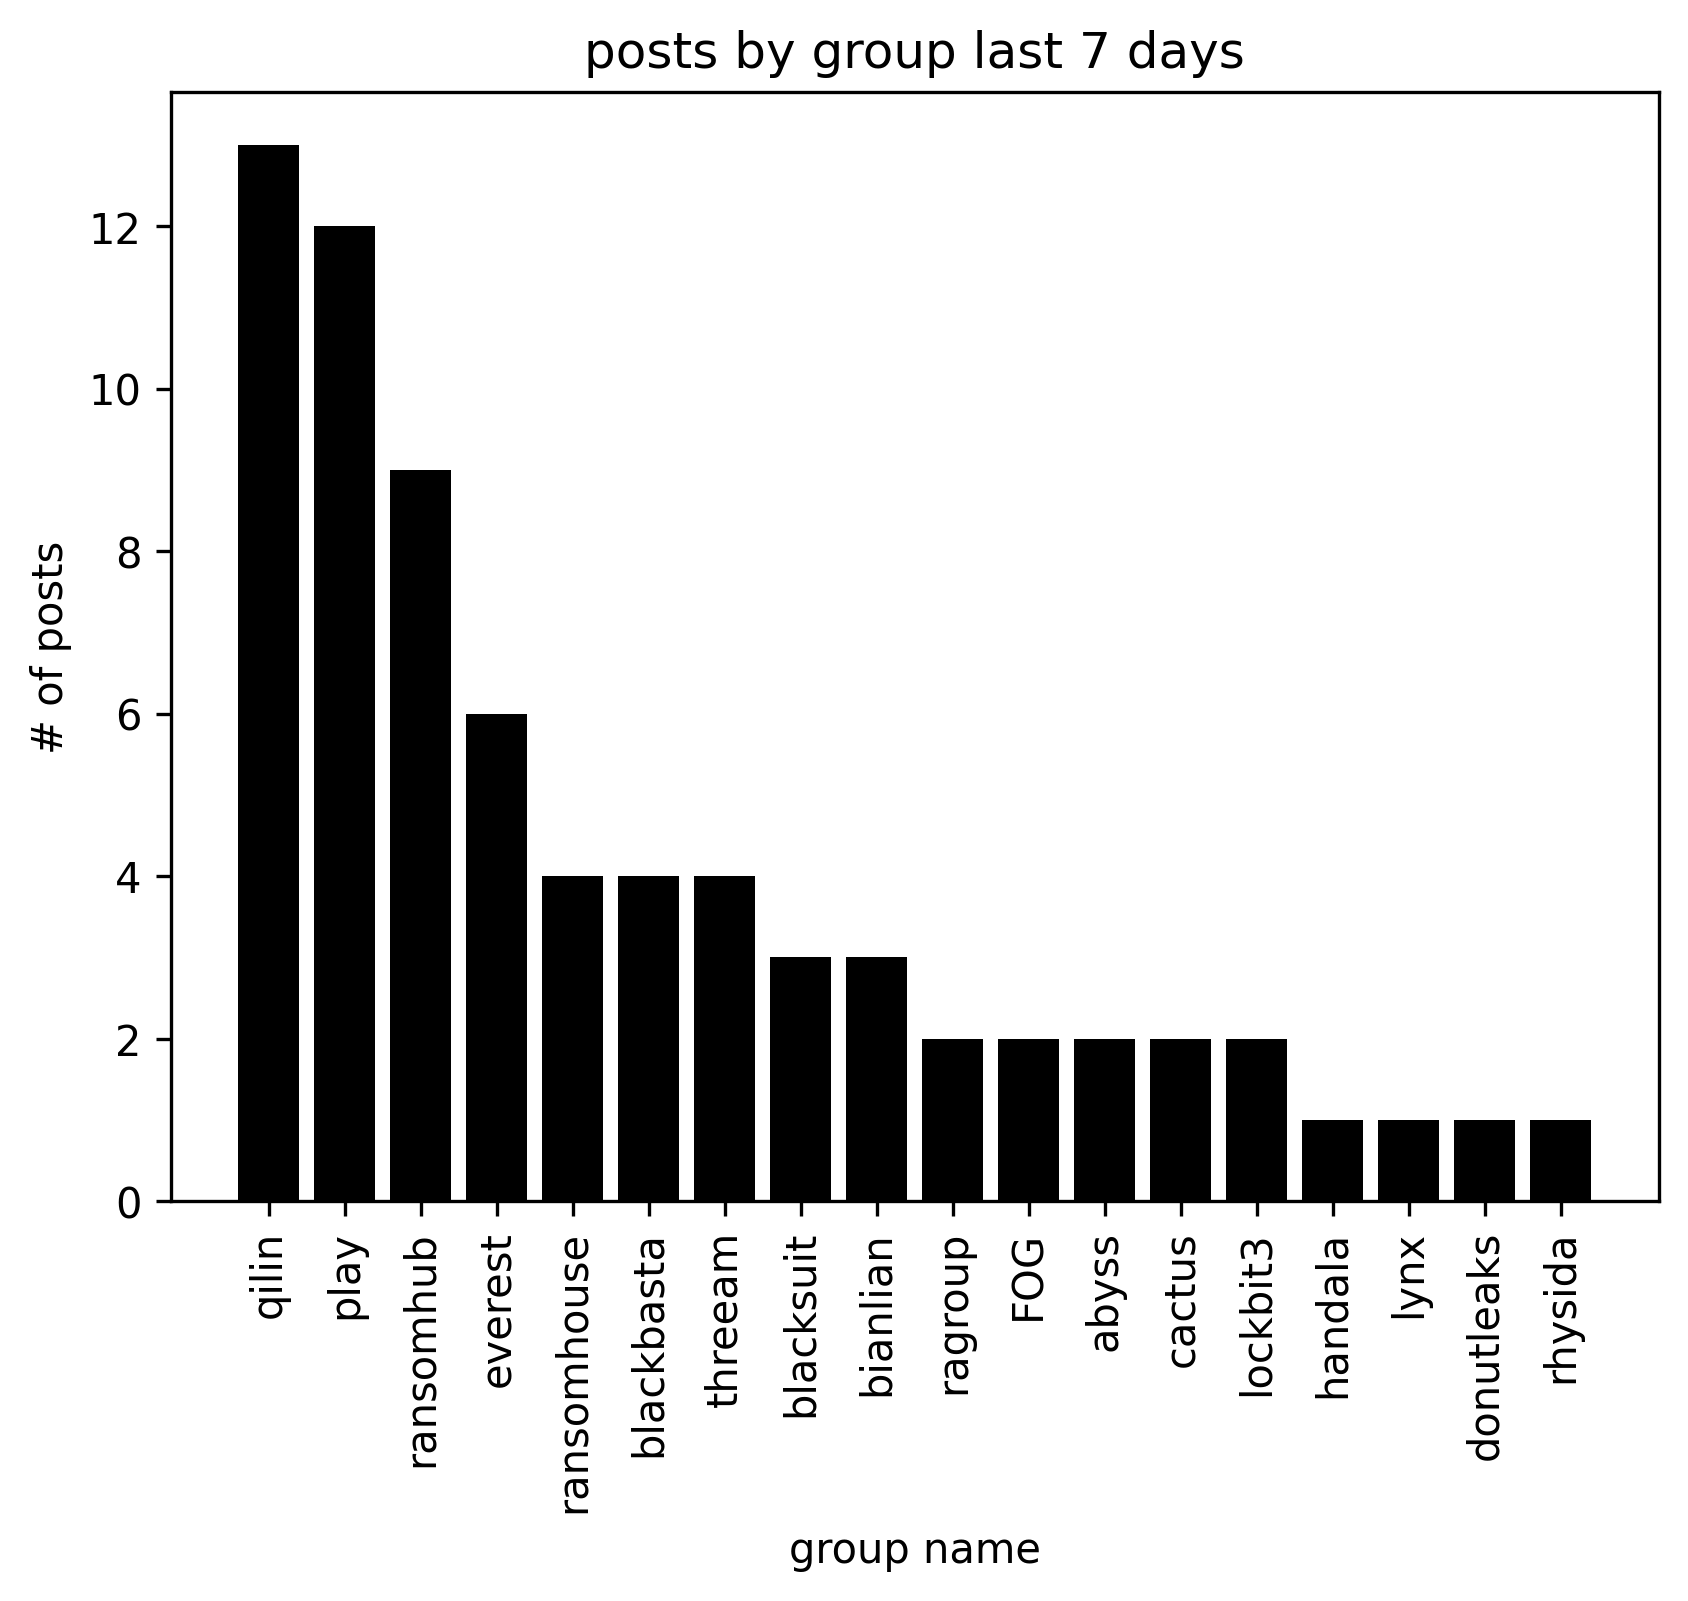 posts by group last 7 days
# of posts
12
10
8
6
4
2
0
qilin
play
ransomhub
everest
ransomhouse
blackbasta
threeam
blacksuit
bianlian
ragroup
FOG
abyss
cactus
lockbit3
handala
lynx
donutleaks
rhysida
group name